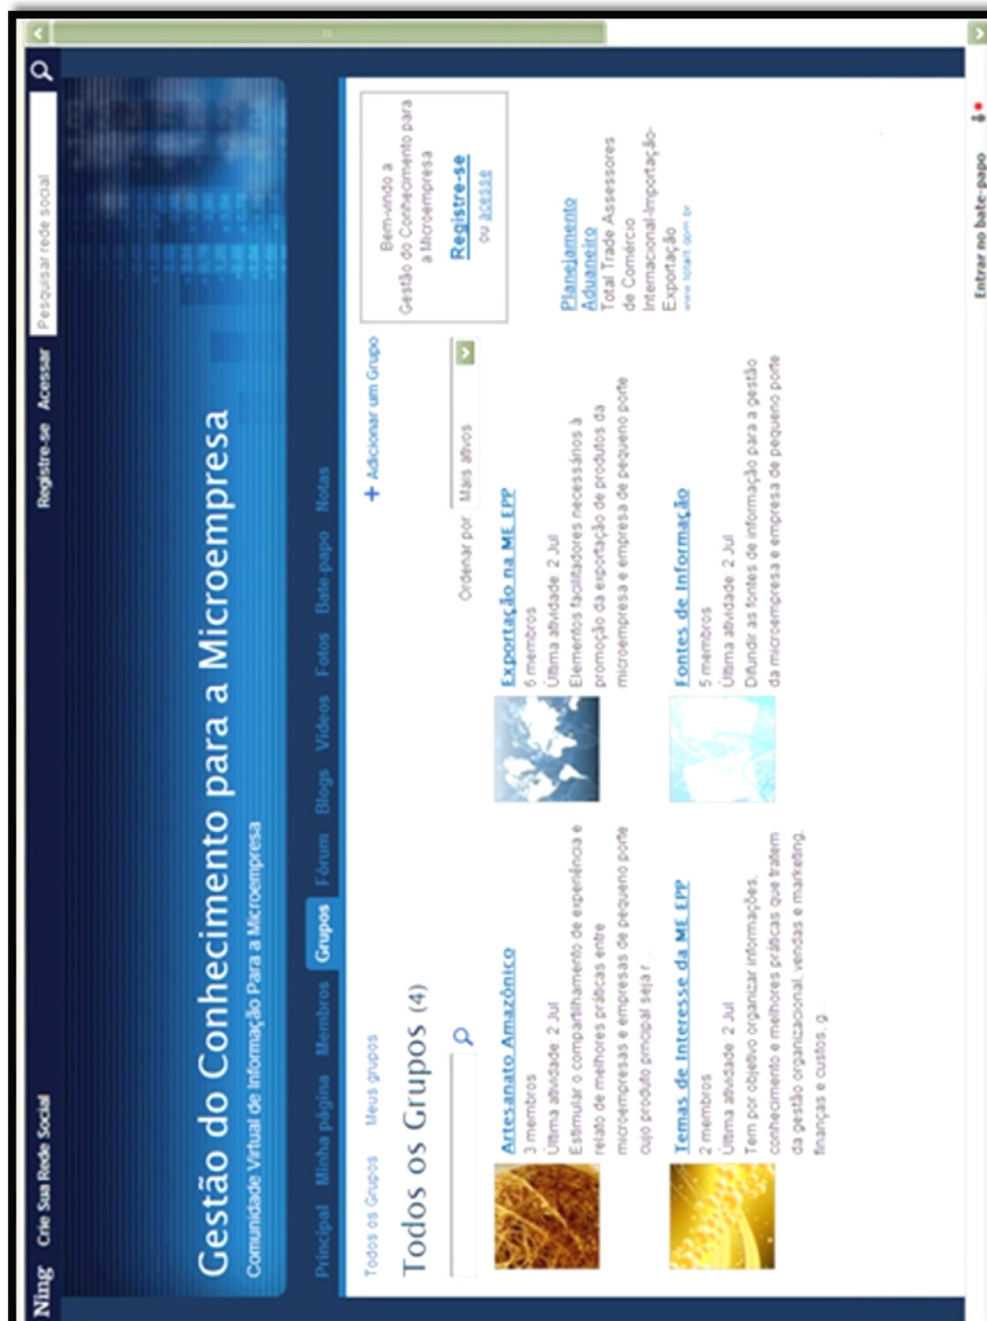 Ning Crie Sua Rede Social Registre-se Acessar Pesquisar rede social
Gestão do Conhecimento para a Microempresa
Comunidade Virtual de Informação Para a Microempresa
Principal Minha página Membros Grupos Fórum Blogs Vídeos Fotos Bate-papo Notas
Todos os Grupos Meus grupos
+ Adicionar um Grupo
Todos os Grupos (4)
Ordenar por Mais ativos
Artesanato Amazônico
3 membros
Última atividade: 2 Jul
Estimular o compartilhamento de experiência e
relato de melhores práticas entre
microempresas e empresas de pequeno porte
cujo produto principal seja r…
Exportação na ME EPP
6 membros
Última atividade: 2 Jul
Elementos facilitadores necessários à
promoção da exportação de produtos da
microempresa e empresa de pequeno porte
Temas de Interesse da ME EPP
2 membros
Última atividade: 2 Jul
Tem por objetivo organizar informações,
conhecimento e melhores práticas que tratem
da gestão organizacional, vendas e marketing,
finanças e custos, g…
Fontes de Informação
5 membros
Última atividade: 2 Jul
Difundir as fontes de informação para a gestão
da microempresa e empresa de pequeno porte
Bem-vindo a
Gestão do Conhecimento para
a Microempresa
Registre-se
ou acesse
Planejamento
Aduaneiro
Total Trade Assessores
de Comércio
Internacional-Importação-
Exportação
Entrar no bate-papo